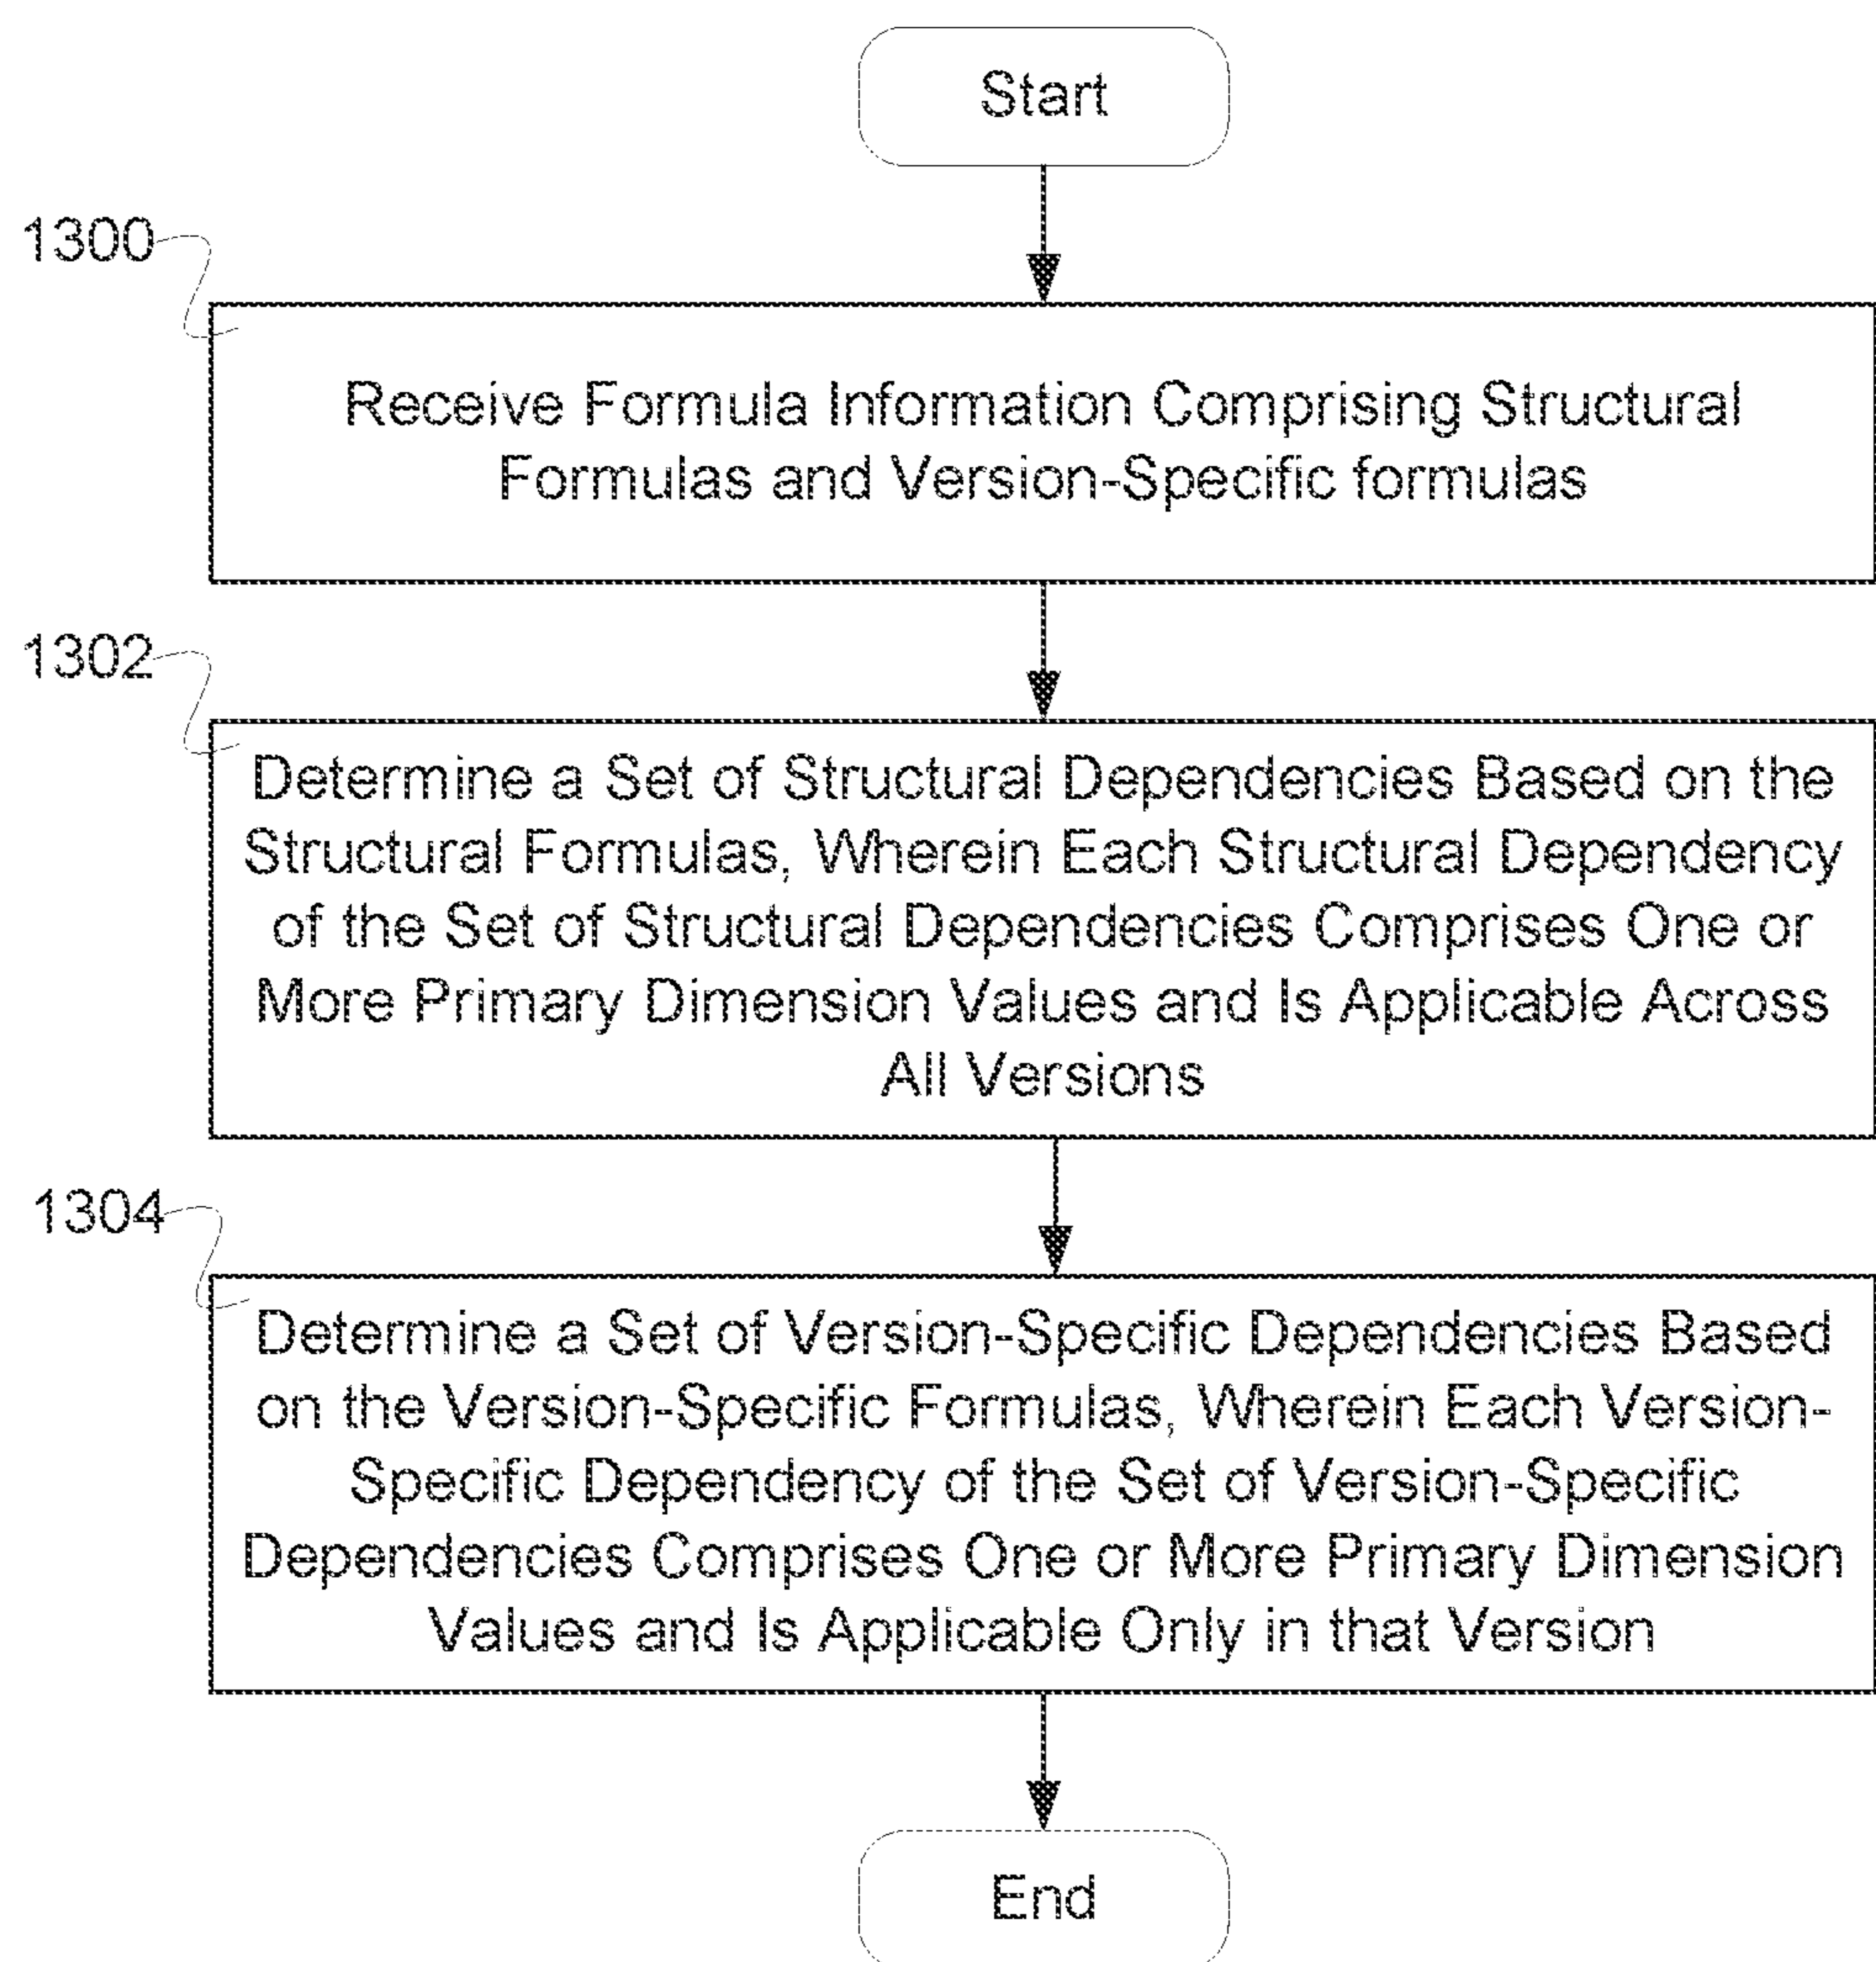 Start
1300
Receive Formula Information Comprising Structural
Formulas and Version-Specific formulas
1302
Determine a Set of Structural Dependencies Based on the
Structural Formulas, Wherein Each Structural Dependency
of the Set of Structural Dependencies Comprises One or
More Primary Dimension Values and Is Applicable Across
All Versions
1304
Determine a Set of Version-Specific Dependencies Based
on the Version-Specific Formulas, Wherein Each Version-
Specific Dependency of the Set of Version-Specific
Dependencies Comprises One or More Primary Dimension
Values and Is Applicable Only in that Version
End